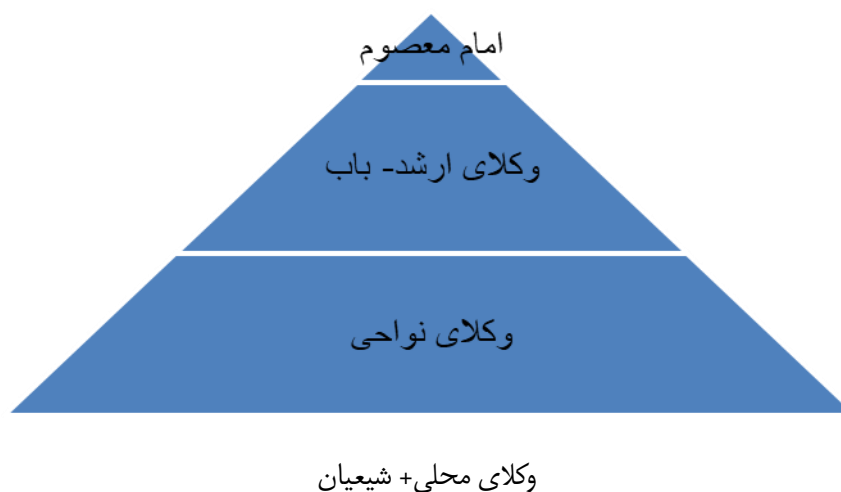 امام معصوم
وکلای ارشد- باب
وکلای نواحی
وکلای محلی+ شیعیان